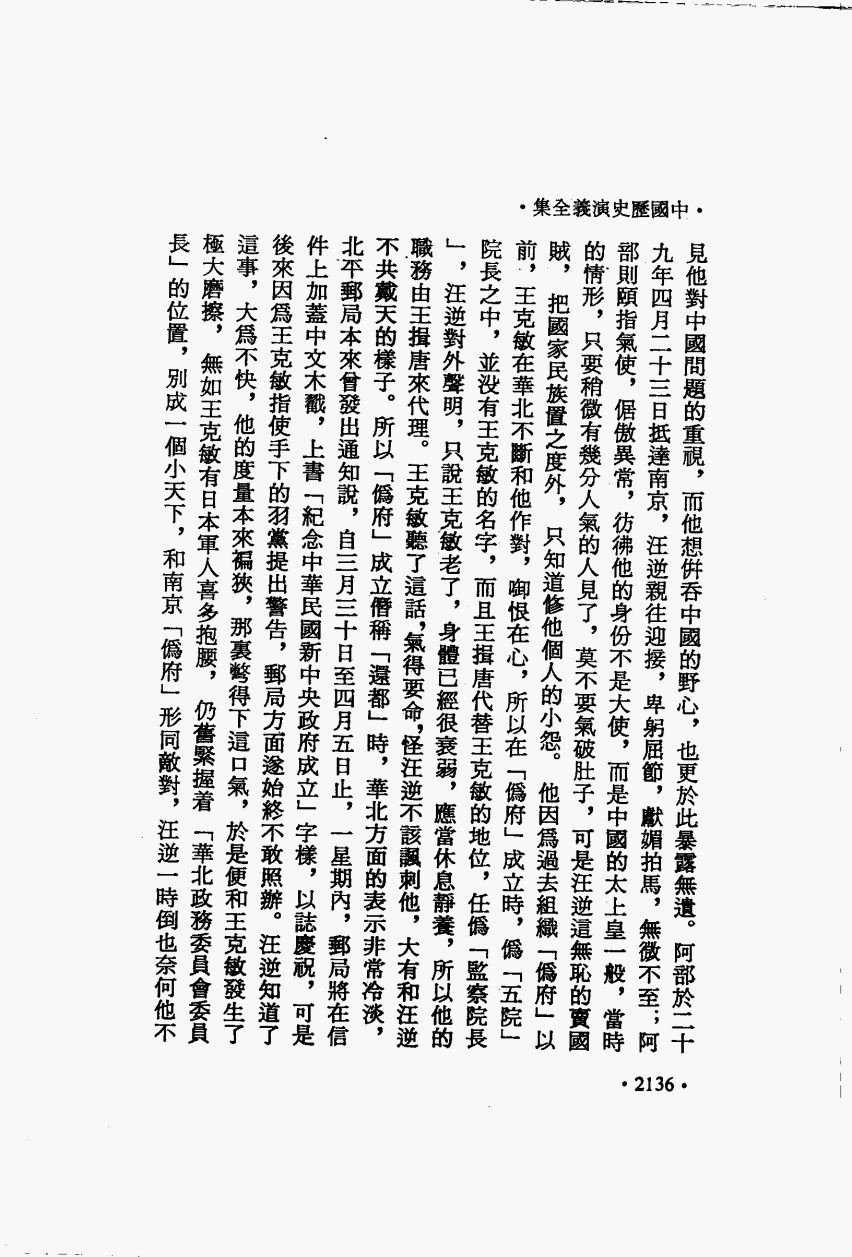 •中國歷史演義全集•
見他對中國問題的重視，而他想倂吞中國的野心，也更於此暴露無遺。阿部於二十
九年四月二十三日抵達南京，汪逆親往迎接，卑躬屈節，獻媚拍馬，無微不至；阿
部則頤指氣使，倨傲異常，彷彿他的身份不是大使，而是中國的太上皇一般，當時
的情形，只要稍微有幾分人氣的人見了，莫不要氣破肚子，可是汪逆這無恥的賣國
賊，把國家民族置之度外，只知道修他個人的小怨。他因爲過去組織「僞府」以
前，王克敏在華北不斷和他作對，啣恨在心，所以在「僞府」成立時，僞「五院」
院長之中，並沒有王克敏的名字，而且王揖唐代替王克敏的地位，任僞「監察院長
」，汪逆對外聲明，只說王克敏老了，身體已經很衰弱，應當休息靜養，所以他的
職務由王揖唐來代理。王克敏聽了這話，氣得要命，怪汪逆不該諷刺他，大有和汪逆
不共戴天的樣子。所以「僞府」成立僭稱「還都」時，華北方面的表示非常冷淡，
北平郵局本來曾發出通知說，自三月三十日至四月五日止，一星期內，郵局將在信
件上加蓋中文木戳，上書「紀念中華民國新中央政府成立」字樣，以誌慶祝，可是
後來因爲王克敏指使手下的羽黨提出警告，郵局方面遂始終不敢照辦。汪逆知道了
這事，大爲不快，他的度量本來褊狹，那裏彆得下這口氣，於是便和王克敏發生了
極大磨擦，無如王克敏有日本軍人喜多抱腰，仍舊緊握着「華北政務委員會委員
長」的位置，別成一個小天下，和南京「僞府」形同敵對，汪逆一時倒也奈何他不
•2136•